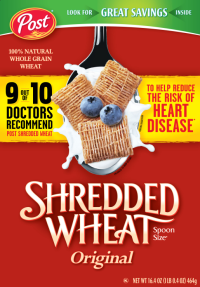 Post
LOOK FOR GREAT SAVINGS INSIDE
100% NATURAL
WHOLE GRAIN
WHEAT
9 OUT OF 10
DOCTORS
RECOMMEND
POST SHREDDED WHEAT
TO HELP REDUCE
THE RISK OF
HEART
DISEASE*
SHREDDED
WHEAT
Spoon
Size®
Original
NET WT 16.4 OZ (1 LB 0.4 OZ) 464g